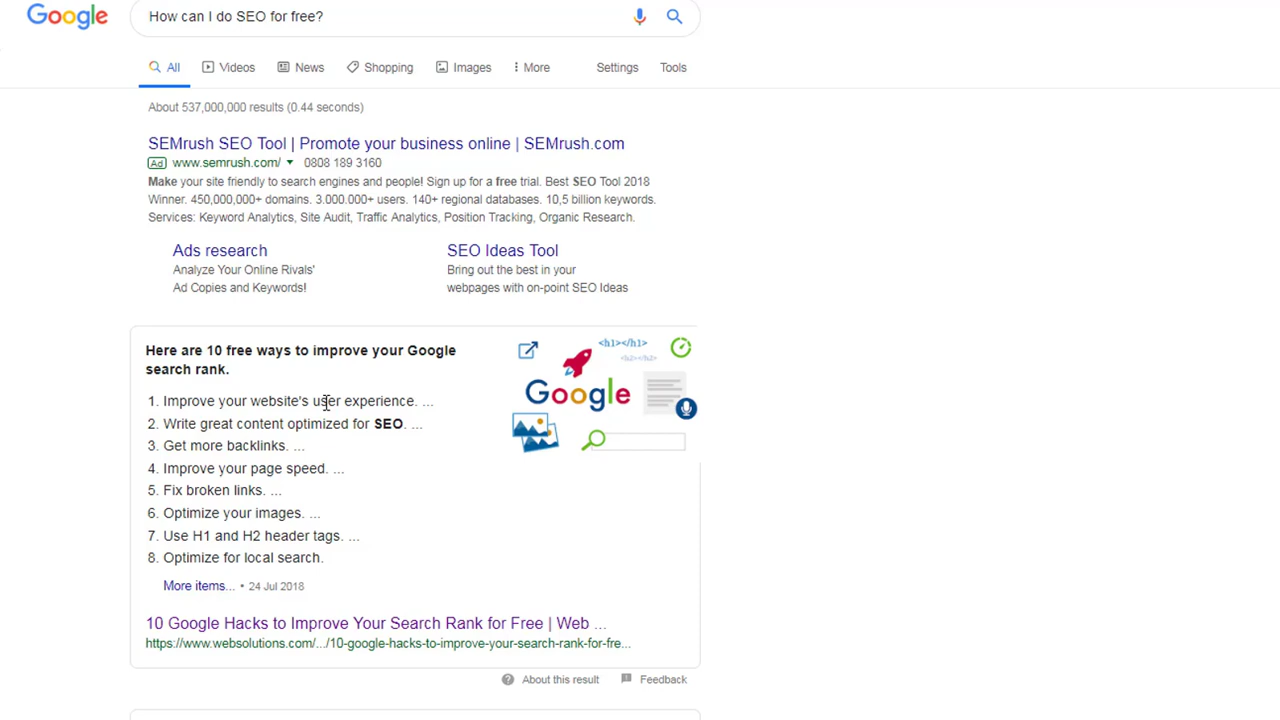 Google
How can I do SEO for free?
All Videos News Shopping Images More Settings Tools
About 537,000,000 results (0.44 seconds)
SEMrush SEO Tool | Promote your business online | SEMrush.com
Ad www.semrush.com/ 0808 189 3160
Make your site friendly to search engines and people! Sign up for a free trial. Best SEO Tool 2018
Winner. 450,000,000+ domains. 3.000.000+ users. 140+ regional databases. 10,5 billion keywords.
Services: Keyword Analytics, Site Audit, Traffic Analytics, Position Tracking, Organic Research.
Ads research
Analyze Your Online Rivals'
Ad Copies and Keywords!
SEO Ideas Tool
Bring out the best in your
webpages with on-point SEO Ideas
Here are 10 free ways to improve your Google
search rank.
1. Improve your website's user experience. ...
2. Write great content optimized for SEO. ...
3. Get more backlinks. ...
4. Improve your page speed. ...
5. Fix broken links. ...
6. Optimize your images. ...
7. Use H1 and H2 header tags. ...
8. Optimize for local search.
More items... • 24 Jul 2018
<h1></h1>
<h2></h2>
Google
10 Google Hacks to Improve Your Search Rank for Free | Web ...
https://www.websolutions.com/.../10-google-hacks-to-improve-your-search-rank-for-fre...
About this result Feedback